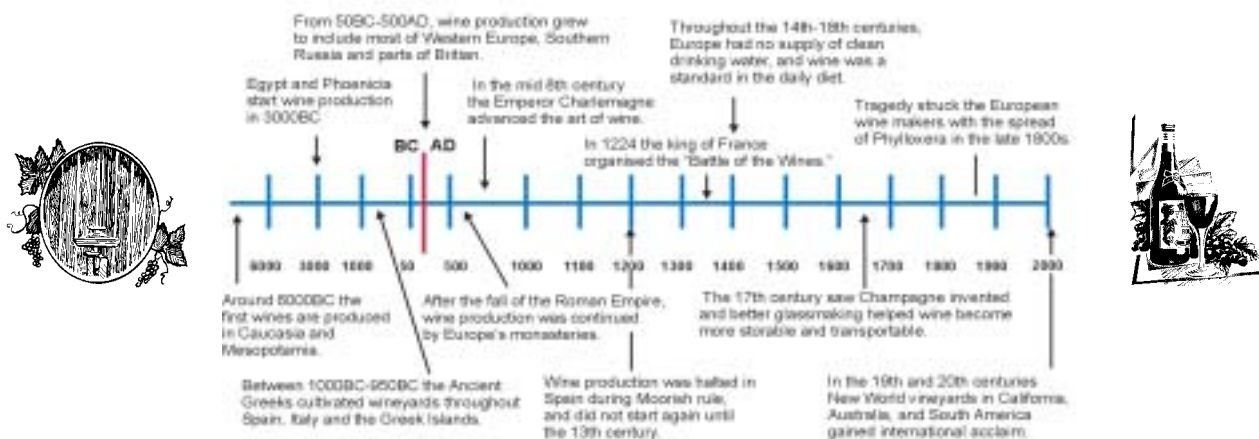 From 50BC-500AD, wine production grew
to include most of Western Europe, Southern
Russia and parts of Britian.
Throughout the 14th-18th centuries,
Europe had no supply of clean
drinking water, and wine was a
standard in the daily diet.
Egypt and Phoenicia
start wine production
in 3000BC
In the mid 8th century
the Emperor Charlemagne
advanced the art of wine.
Tragedy struck the European
wine makers with the spread
of Phylloxera in the late 1800s.
In 1224 the king of France
organised the "Battle of the Wines."
BC AD
6000 3000 1000 50 500 1000 1100 1200 1300 1400 1500 1600 1700 1800 1900 2000
Around 6000BC the
first wines are produced
in Caucasia and
Mesopotamia.
After the fall of the Roman Empire,
wine production was continued
by Europe's monasteries.
The 17th century saw Champagne invented
and better glassmaking helped wine become
more storable and transportable.
Between 1000BC-950BC the Ancient
Greeks cultivated wineyards throughout
Spain, Italy and the Greek Islands.
Wine production was halted in
Spain during Moorish rule,
and did not start again until
the 13th century.
In the 19th and 20th centuries
New World vineyards in California,
Australia, and South America
gained international acclaim.